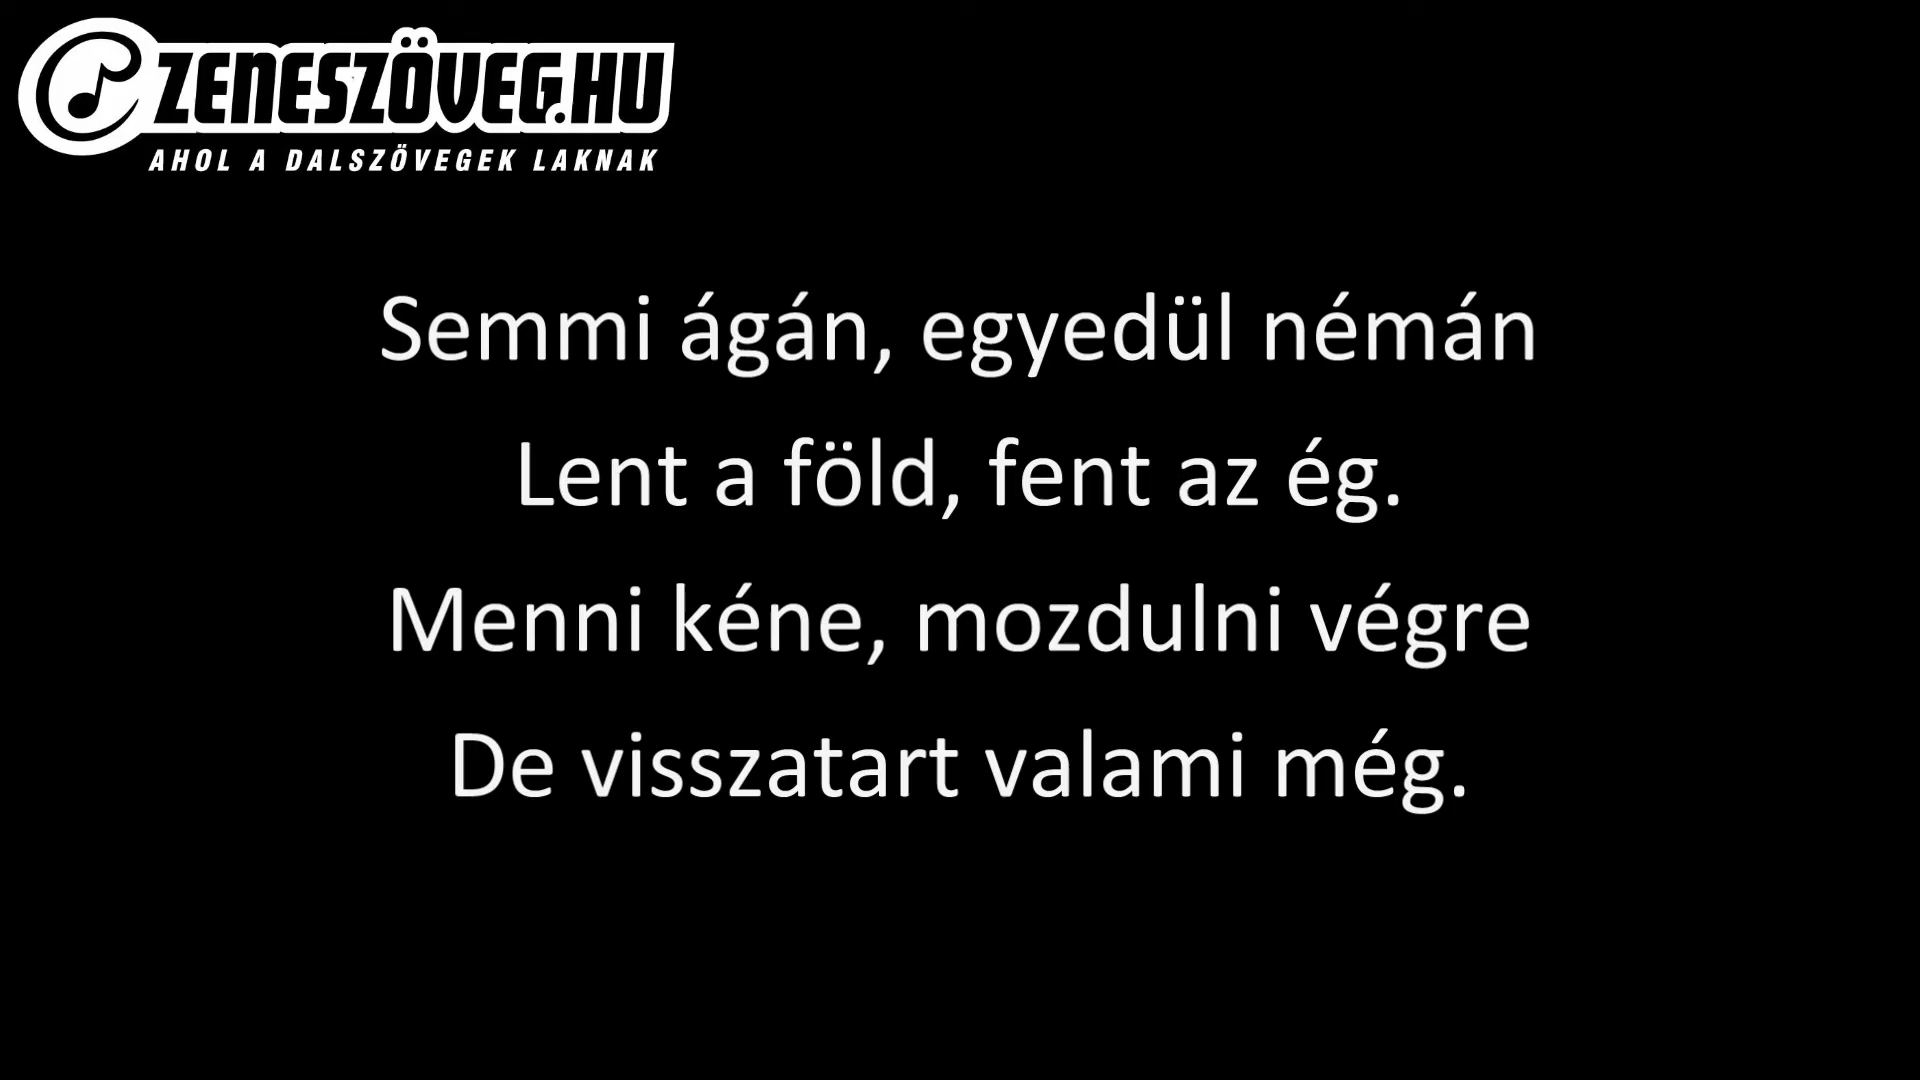 ZENESZÖVEG.HU
AHOL A DALSZÖVEGEK LAKNAK
Semmi ágán, egyedül némán
Lent a föld, fent az ég.
Menni kéne, mozdulni végre
De visszatart valami még.